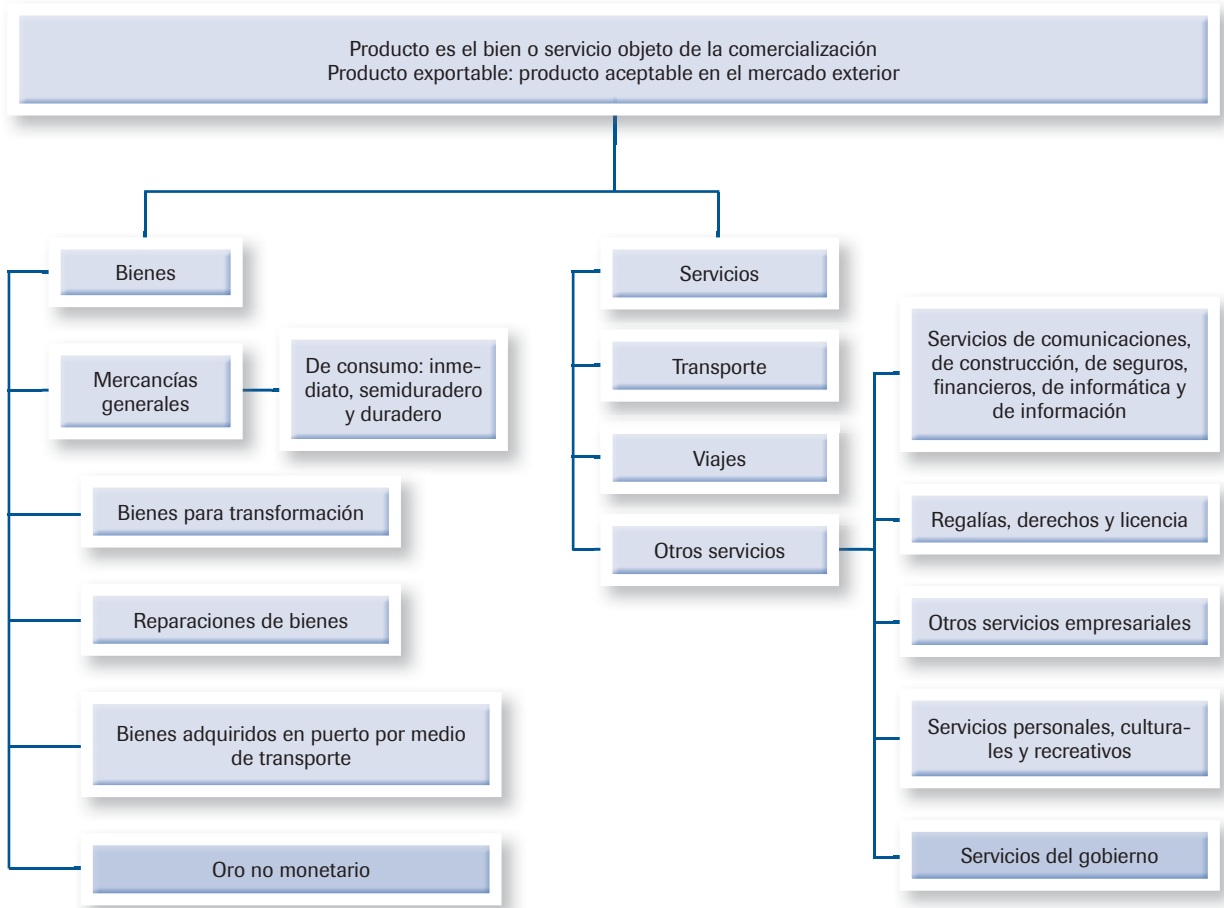 Producto es el bien o servicio objeto de la comercialización
Producto exportable: producto aceptable en el mercado exterior
Bienes
Mercancías
generales
De consumo: inme-
diato, semiduradero
y duradero
Bienes para transformación
Reparaciones de bienes
Bienes adquiridos en puerto por medio
de transporte
Oro no monetario
Servicios
Transporte
Viajes
Otros servicios
Servicios de comunicaciones,
de construcción, de seguros,
financieros, de informática y
de información
Regalías, derechos y licencia
Otros servicios empresariales
Servicios personales, cultura-
les y recreativos
Servicios del gobierno